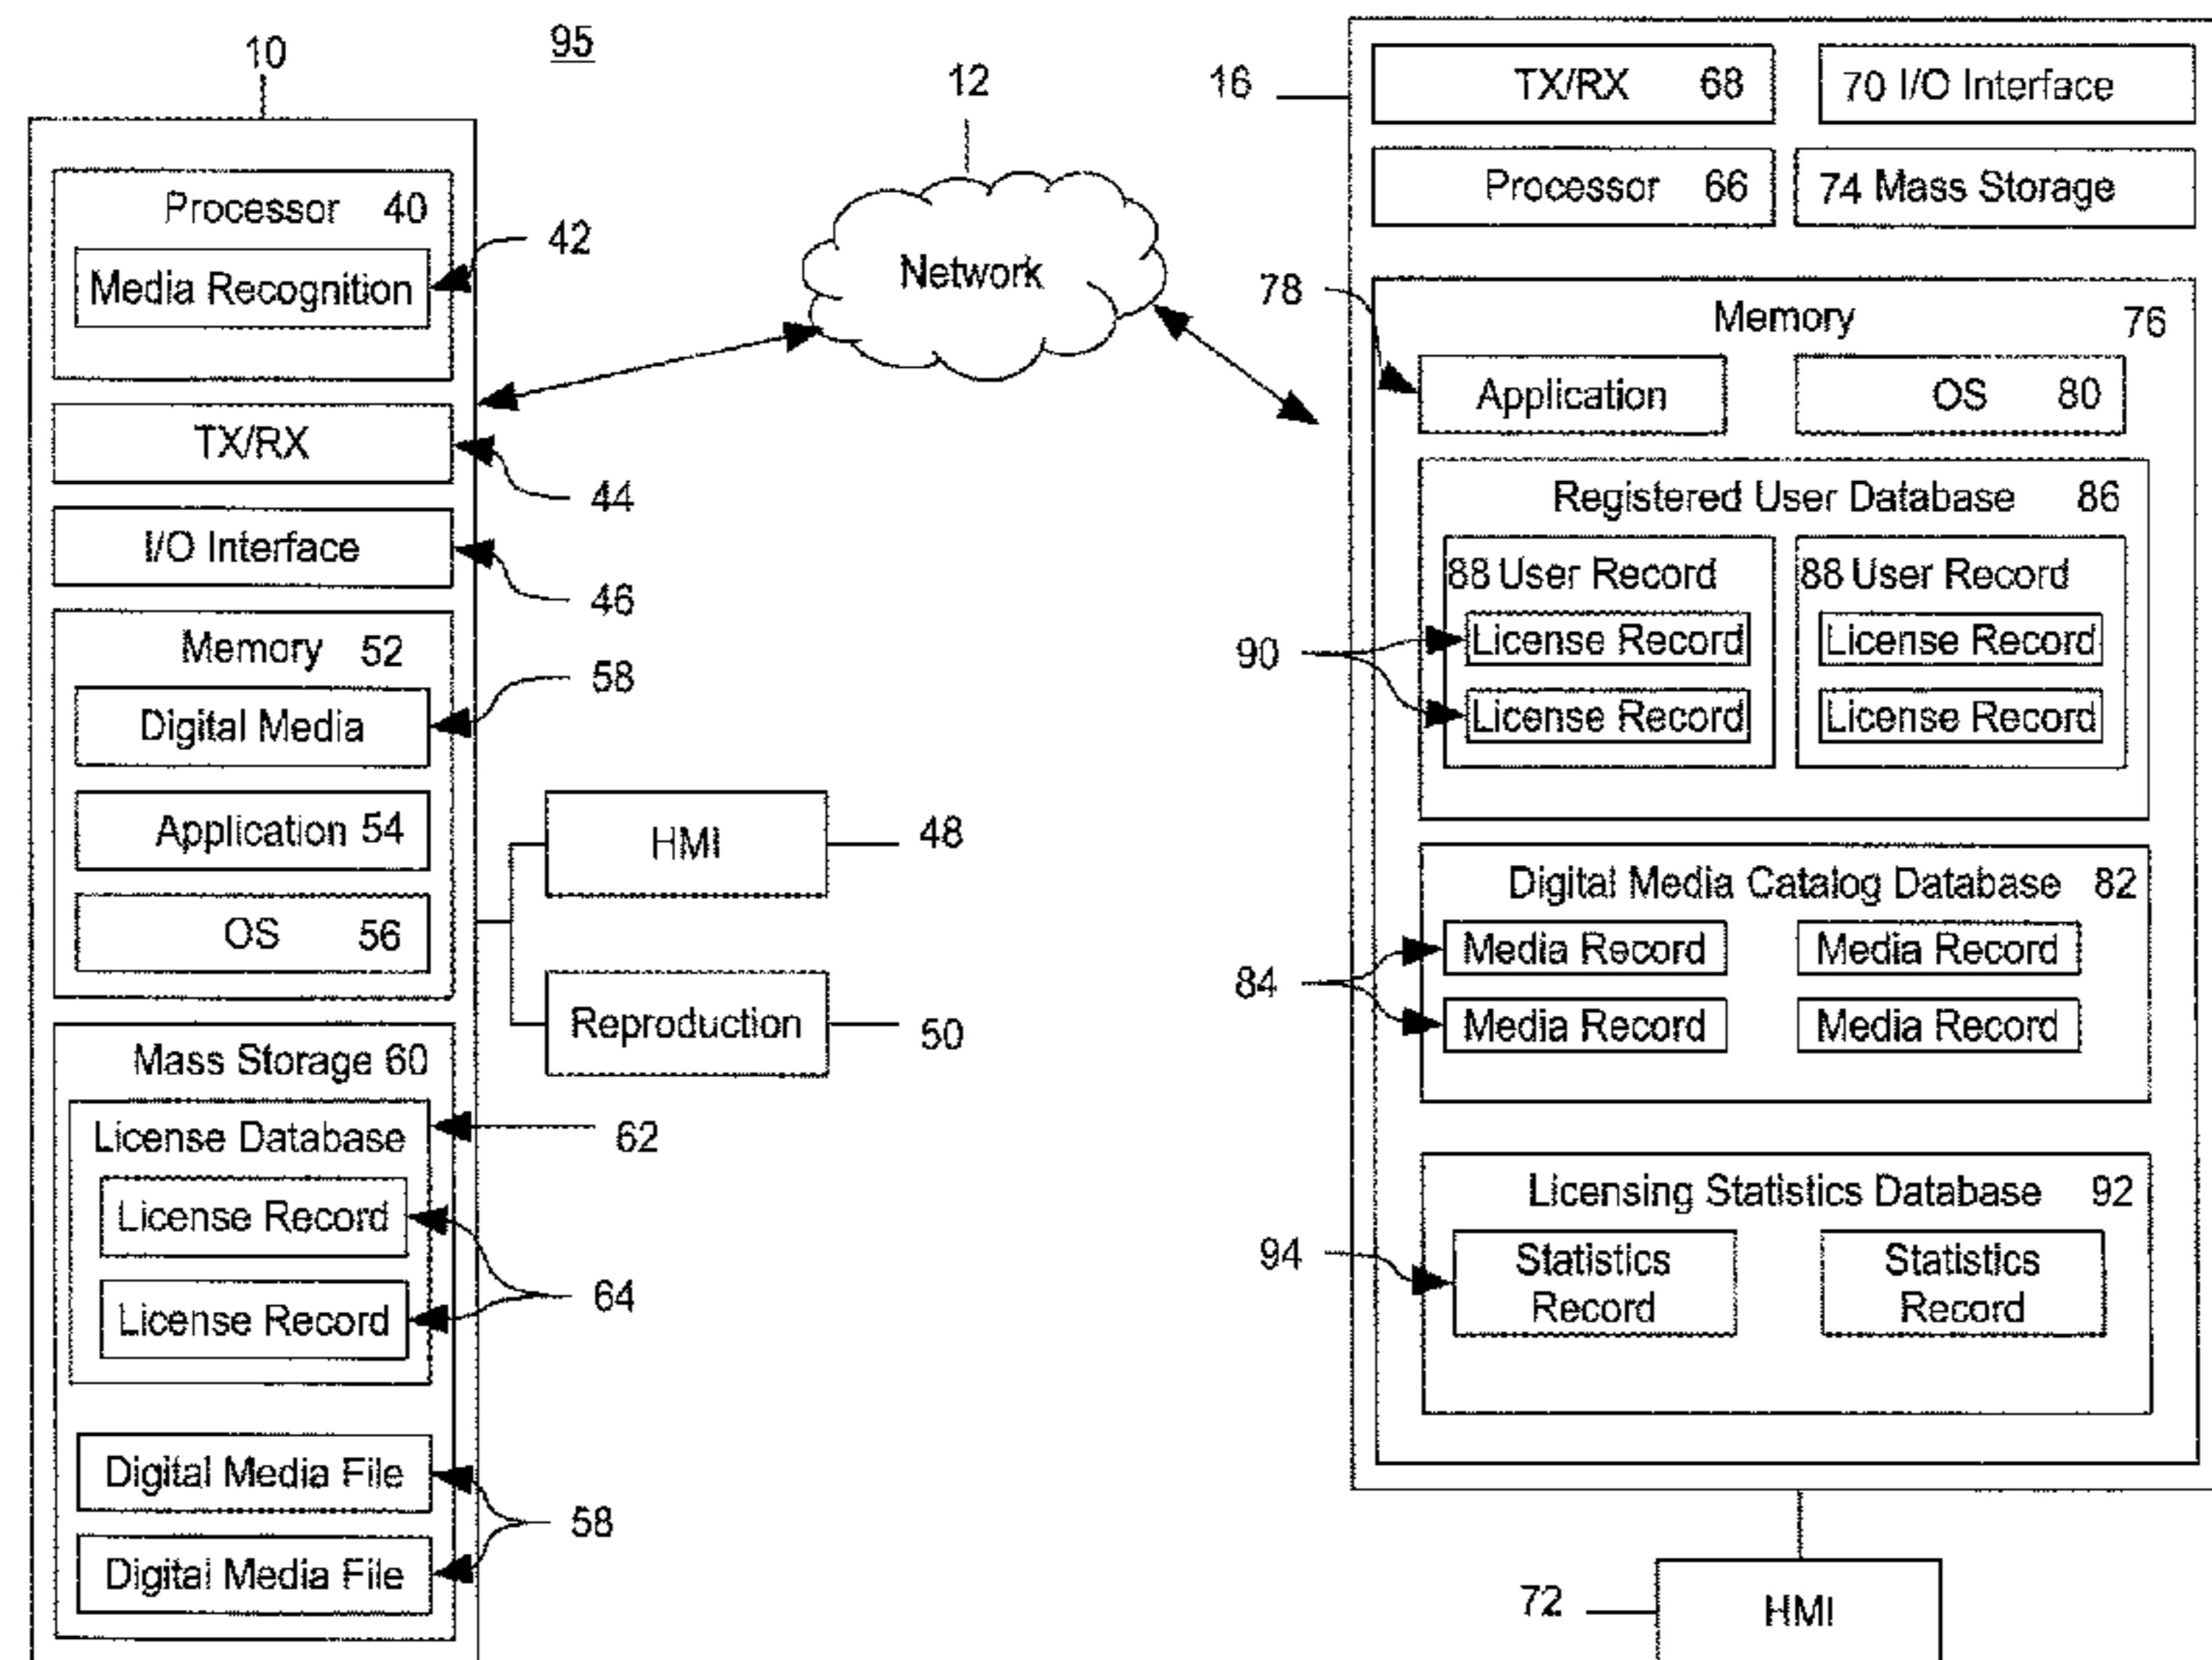 95
10
Processor 40
Media Recognition
42
TX/RX
44
I/O Interface
46
Memory 52
Digital Media
58
Application 54
OS 56
Mass Storage 60
License Database
62
License Record
License Record
64
Digital Media File
Digital Media File
58
HMI
48
Reproduction
50
12
Network
16
TX/RX 68
70 I/O Interface
Processor 66
74 Mass Storage
Memory 76
78
Application
OS 80
Registered User Database 86
88 User Record
License Record
License Record
90
88 User Record
License Record
License Record
Digital Media Catalog Database 82
Media Record
Media Record
84
Media Record
Media Record
Licensing Statistics Database 92
94
Statistics
Record
Statistics
Record
72
HMI